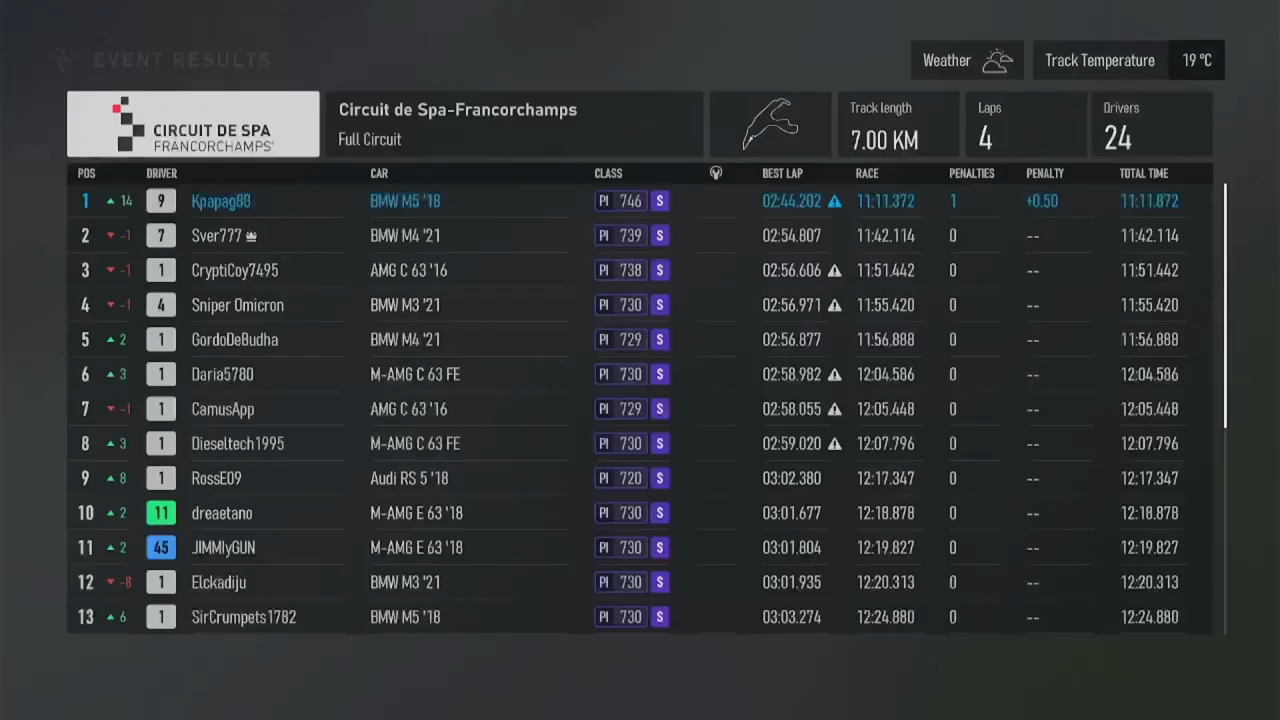 EVENT RESULTS
Weather Track Temperature 19 °C
CIRCUIT DE SPA
FRANCORCHAMPS
Circuit de Spa-Francorchamps
Full Circuit
Track length Laps Drivers
7.00 KM 4 24
POS DRIVER CAR CLASS BEST LAP RACE PENALTIES PENALTY TOTAL TIME
1 14 9 Kpapag88 BMW M5 '18 PI 746 S 02:44.202 11:11.372 1 +0.50 11:11.872
2 -1 7 Sver777 BMW M4 '21 PI 739 S 02:54.807 11:42.114 0 -- 11:42.114
3 -1 1 CryptiCoy7495 AMG C 63 '16 PI 738 S 02:56.606 11:51.442 0 -- 11:51.442
4 -1 4 Sniper Omicron BMW M3 '21 PI 730 S 02:56.971 11:55.420 0 -- 11:55.420
5 2 1 GordoDeBudha BMW M4 '21 PI 729 S 02:56.877 11:56.888 0 -- 11:56.888
6 3 1 Daria5780 M-AMG C 63 FE PI 730 S 02:58.982 12:04.586 0 -- 12:04.586
7 -1 1 CamusApp AMG C 63 '16 PI 729 S 02:58.055 12:05.448 0 -- 12:05.448
8 3 1 Dieseltech1995 M-AMG C 63 FE PI 730 S 02:59.020 12:07.796 0 -- 12:07.796
9 8 1 RossE09 Audi RS 5 '18 PI 720 S 03:02.380 12:17.347 0 -- 12:17.347
10 2 11 dreaetano M-AMG E 63 '18 PI 730 S 03:01.677 12:18.878 0 -- 12:18.878
11 2 45 JIMMlyGUN M-AMG E 63 '18 PI 730 S 03:01.804 12:19.827 0 -- 12:19.827
12 -8 1 Elckadiju BMW M3 '21 PI 730 S 03:01.935 12:20.313 0 -- 12:20.313
13 6 1 SirCrumpets1782 BMW M5 '18 PI 730 S 03:03.274 12:24.880 0 -- 12:24.880